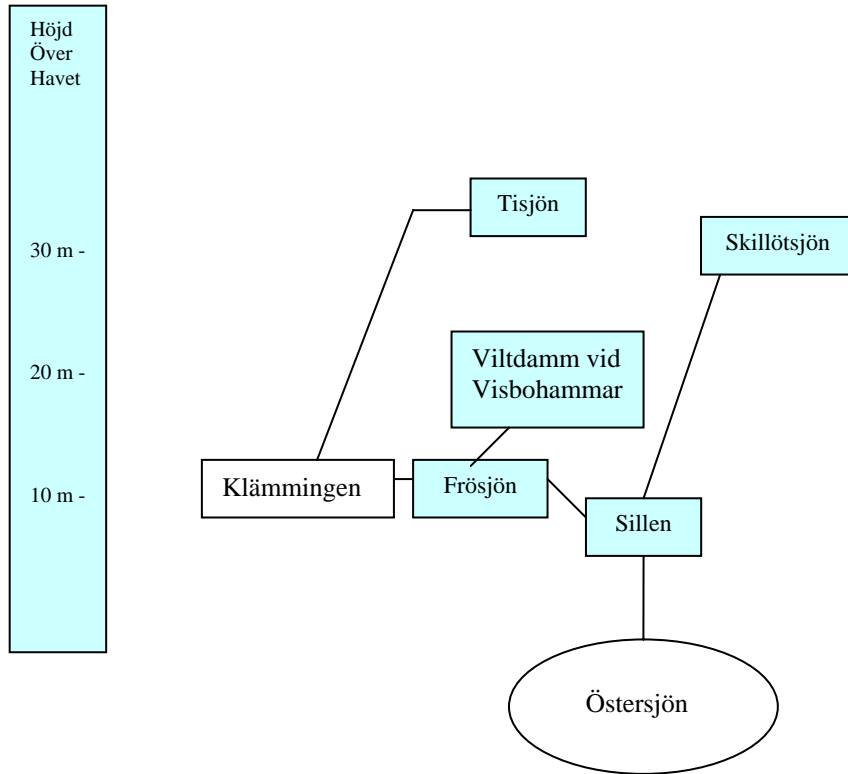 Höjd
Över
Havet
Tisjön
Skillötsjön
30 m -
Viltdamm vid
Visbohammar
20 m -
Klämmingen
Frösjön
10 m -
Sillen
Östersjön